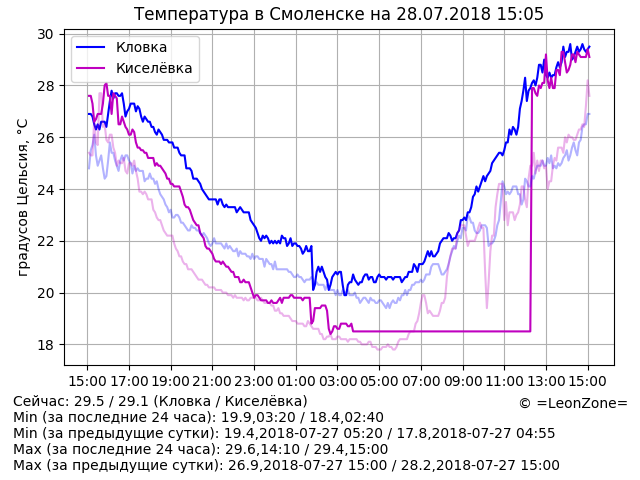 Температура в Смоленске на 28.07.2018 15:05
Кловка
Киселёвка
градусов Цельсия, °C
30
28
26
24
22
20
18
15:00 17:00 19:00 21:00 23:00 01:00 03:00 05:00 07:00 09:00 11:00 13:00 15:00
Сейчас: 29.5 / 29.1 (Кловка / Киселёвка)
© =LeonZone=
Min (за последние 24 часа): 19.9,03:20 / 18.4,02:40
Min (за предыдущие сутки): 19.4,2018-07-27 05:20 / 17.8,2018-07-27 04:55
Max (за последние 24 часа): 29.6,14:10 / 29.4,15:00
Max (за предыдущие сутки): 26.9,2018-07-27 15:00 / 28.2,2018-07-27 15:00